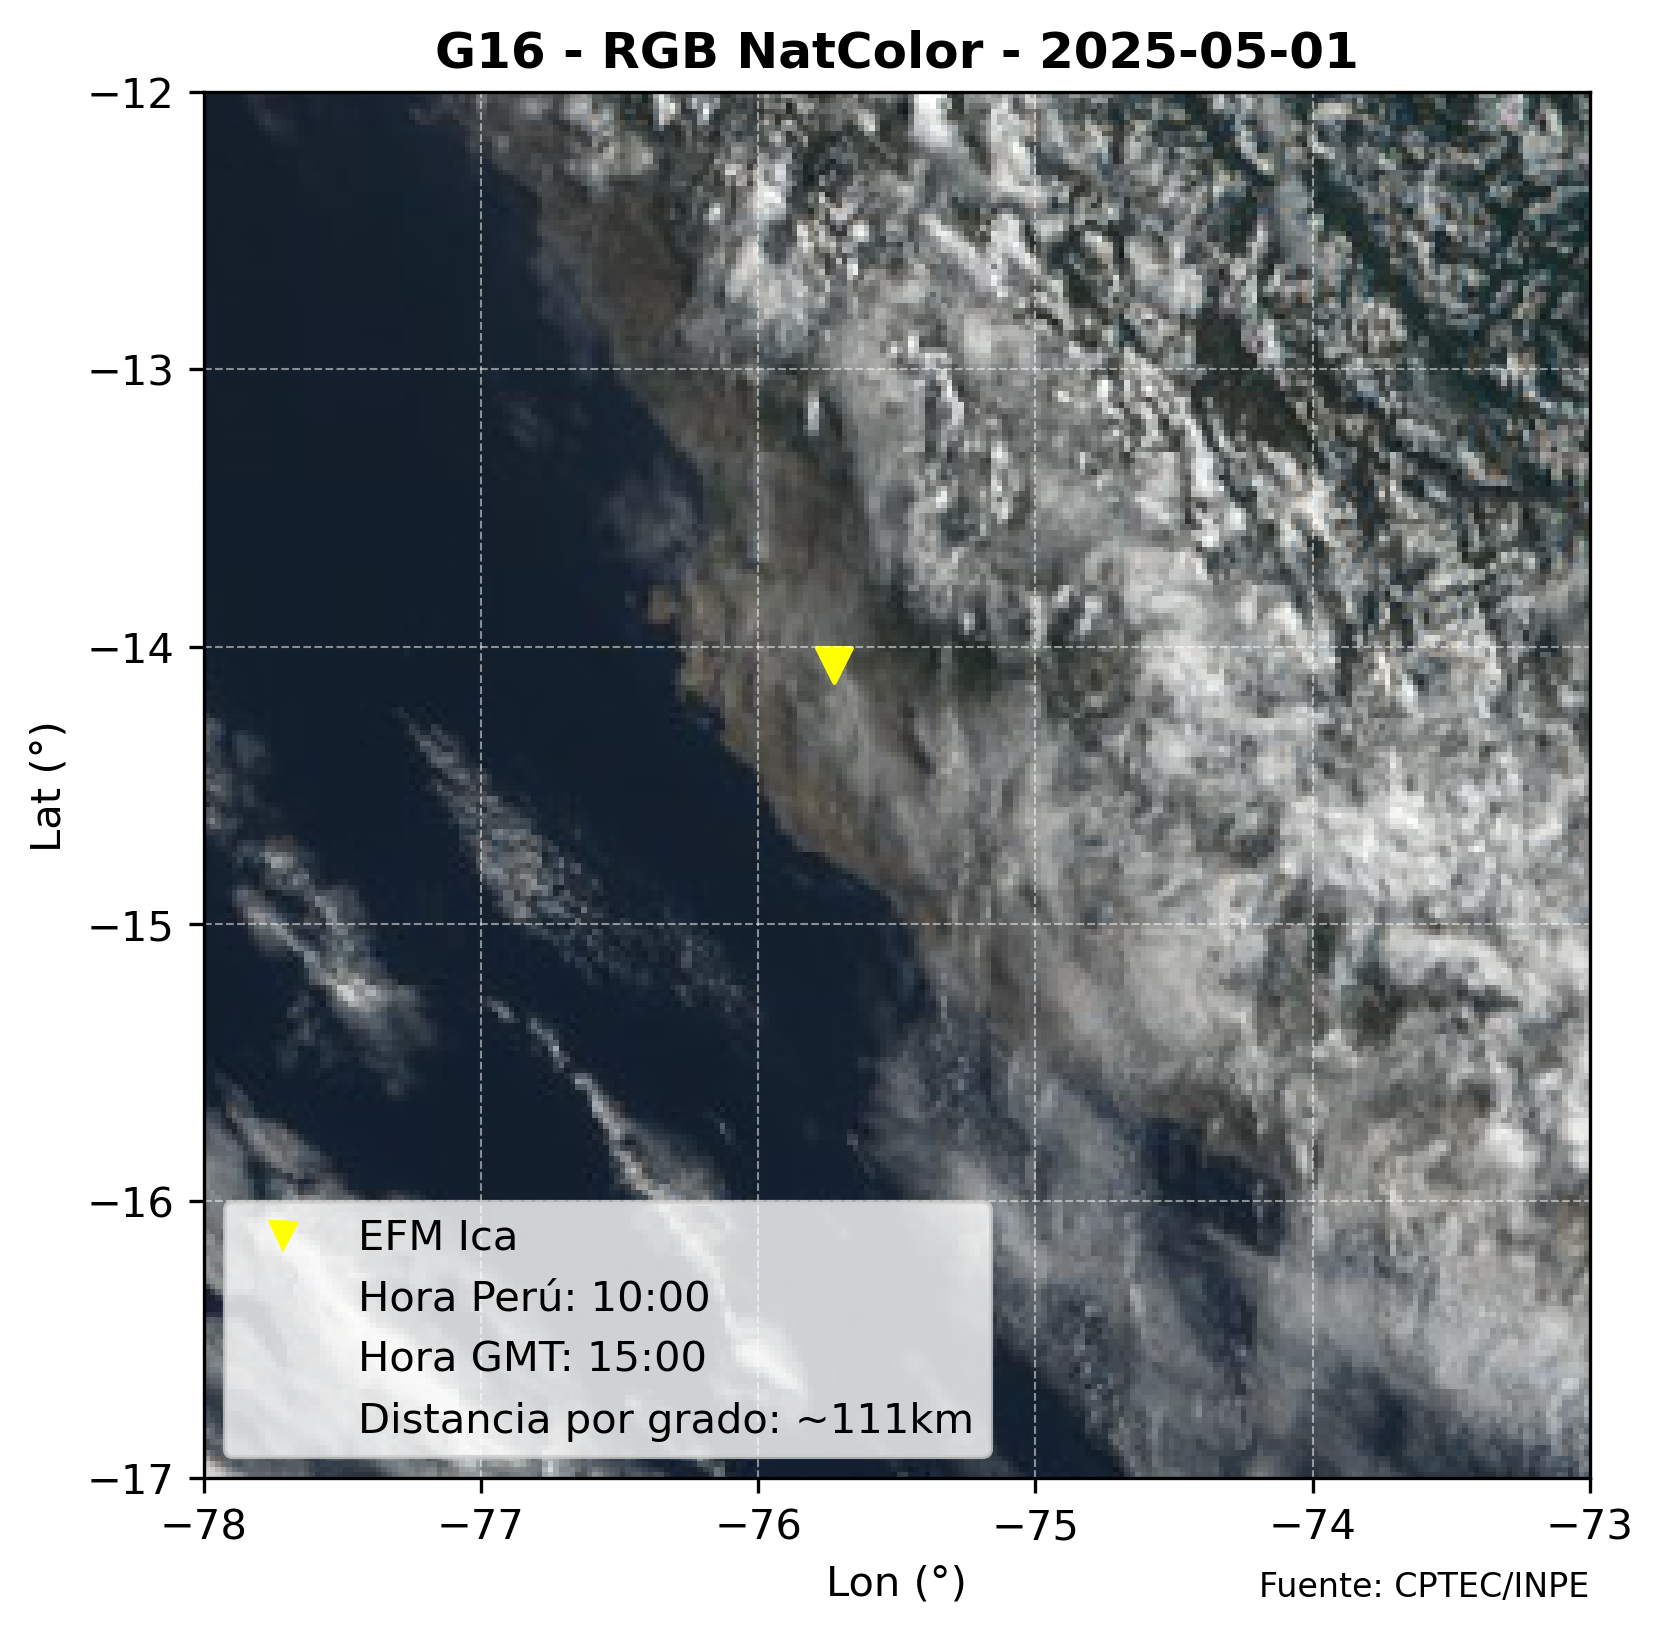 G16 - RGB NatColor - 2025-05-01
−12
−13
−14
−15
−16
−17
Lat (°)
EFM Ica
Hora Perú: 10:00
Hora GMT: 15:00
Distancia por grado: ~111km
−78 −77 −76 −75 −74 −73
Lon (°)
Fuente: CPTEC/INPE